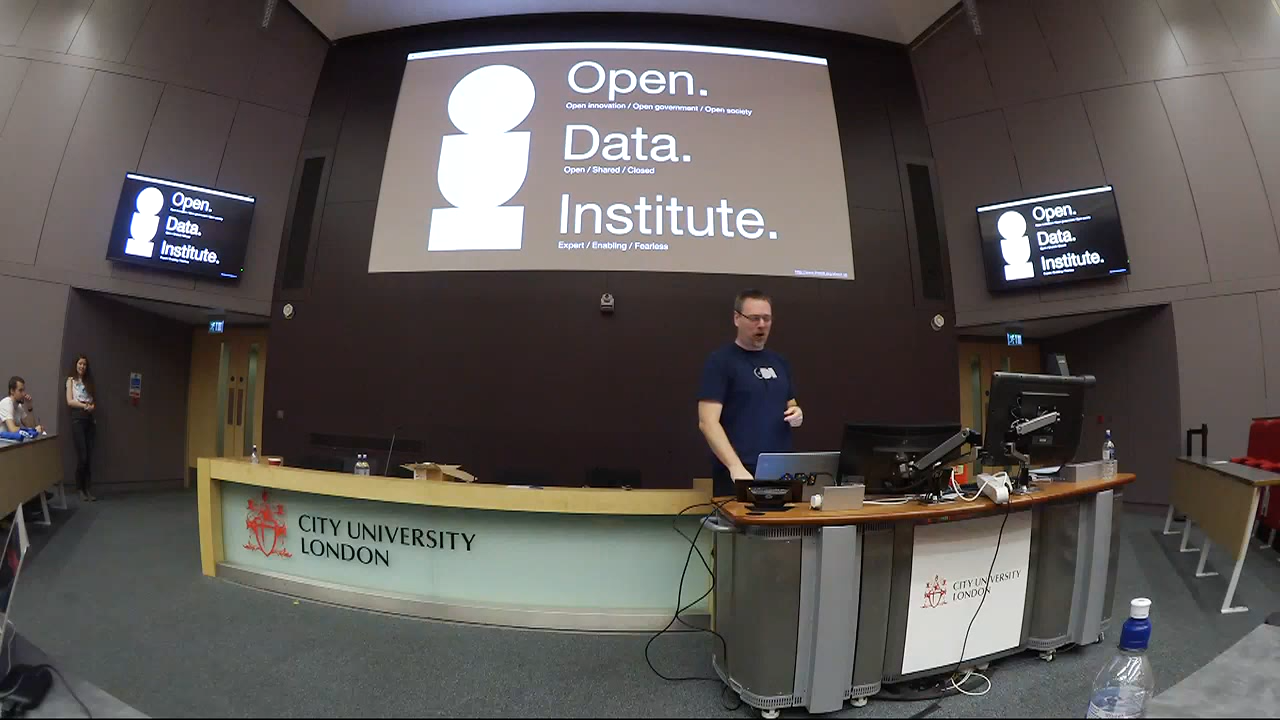 Open.
Open innovation / Open government / Open society
Data.
Open / Shared / Closed
Institute.
Expert / Enabling / Fearless
Open.
Data.
Institute.
Open.
Data.
Institute.
CITY UNIVERSITY
LONDON
CITY UNIVERSITY
LONDON